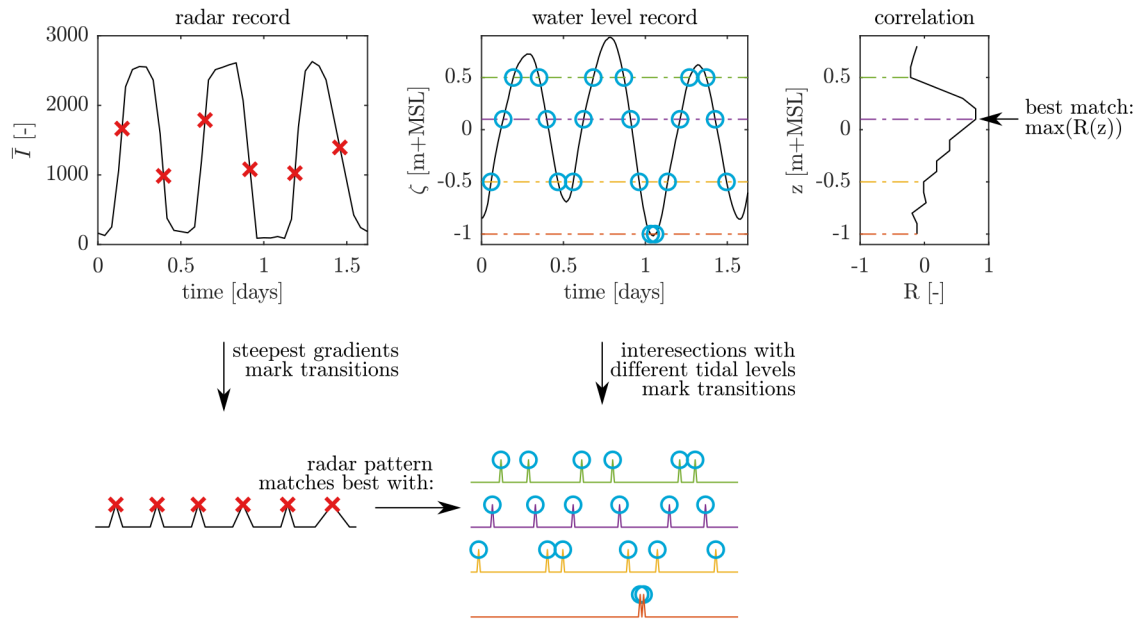 radar record
3000
2000
1000
0
I [-]
0
0.5
1
1.5
time [days]
water level record
0.5
0
-0.5
-1
ζ [m+MSL]
0
0.5
1
1.5
time [days]
correlation
0.5
0
-0.5
-1
z [m+MSL]
-1
0
1
R [-]
best match:
max(R(z))
steepest gradients
mark transitions
interesections with
different tidal levels
mark transitions
radar pattern
matches best with: